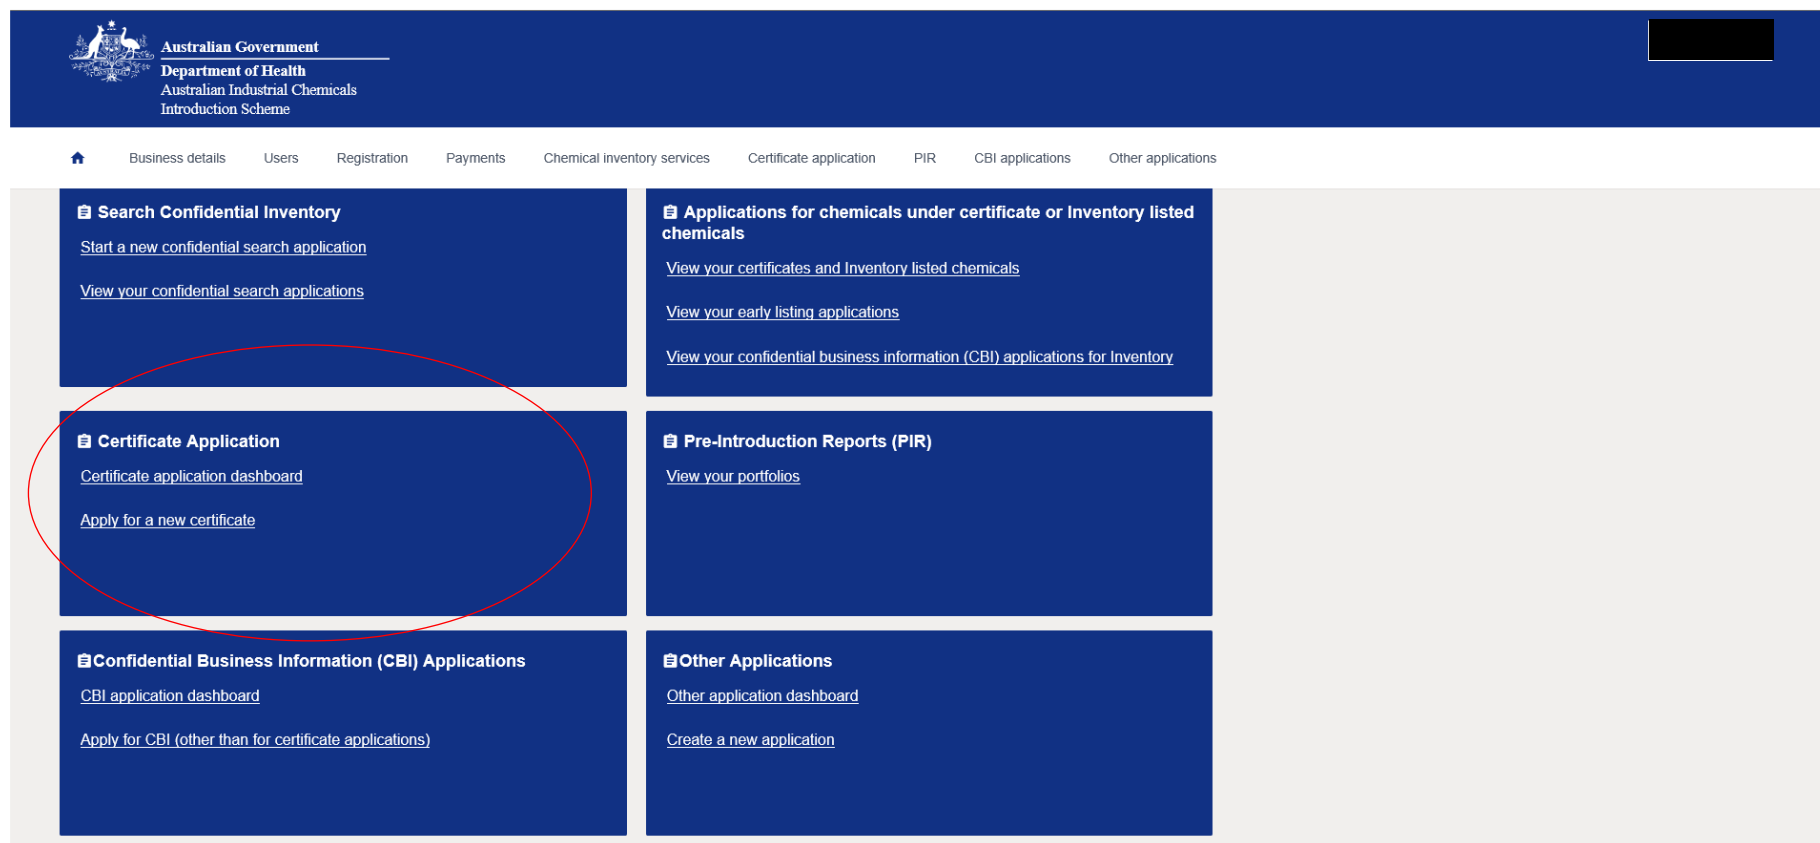 Australian Government
Department of Health
Australian Industrial Chemicals
Introduction Scheme
Business details Users Registration Payments Chemical inventory services Certificate application PIR CBI applications Other applications
Search Confidential Inventory
Start a new confidential search application
View your confidential search applications
Applications for chemicals under certificate or Inventory listed
chemicals
View your certificates and Inventory listed chemicals
View your early listing applications
View your confidential business information (CBI) applications for Inventory
Certificate Application
Certificate application dashboard
Apply for a new certificate
Pre-Introduction Reports (PIR)
View your portfolios
Confidential Business Information (CBI) Applications
CBI application dashboard
Apply for CBI (other than for certificate applications)
Other Applications
Other application dashboard
Create a new application